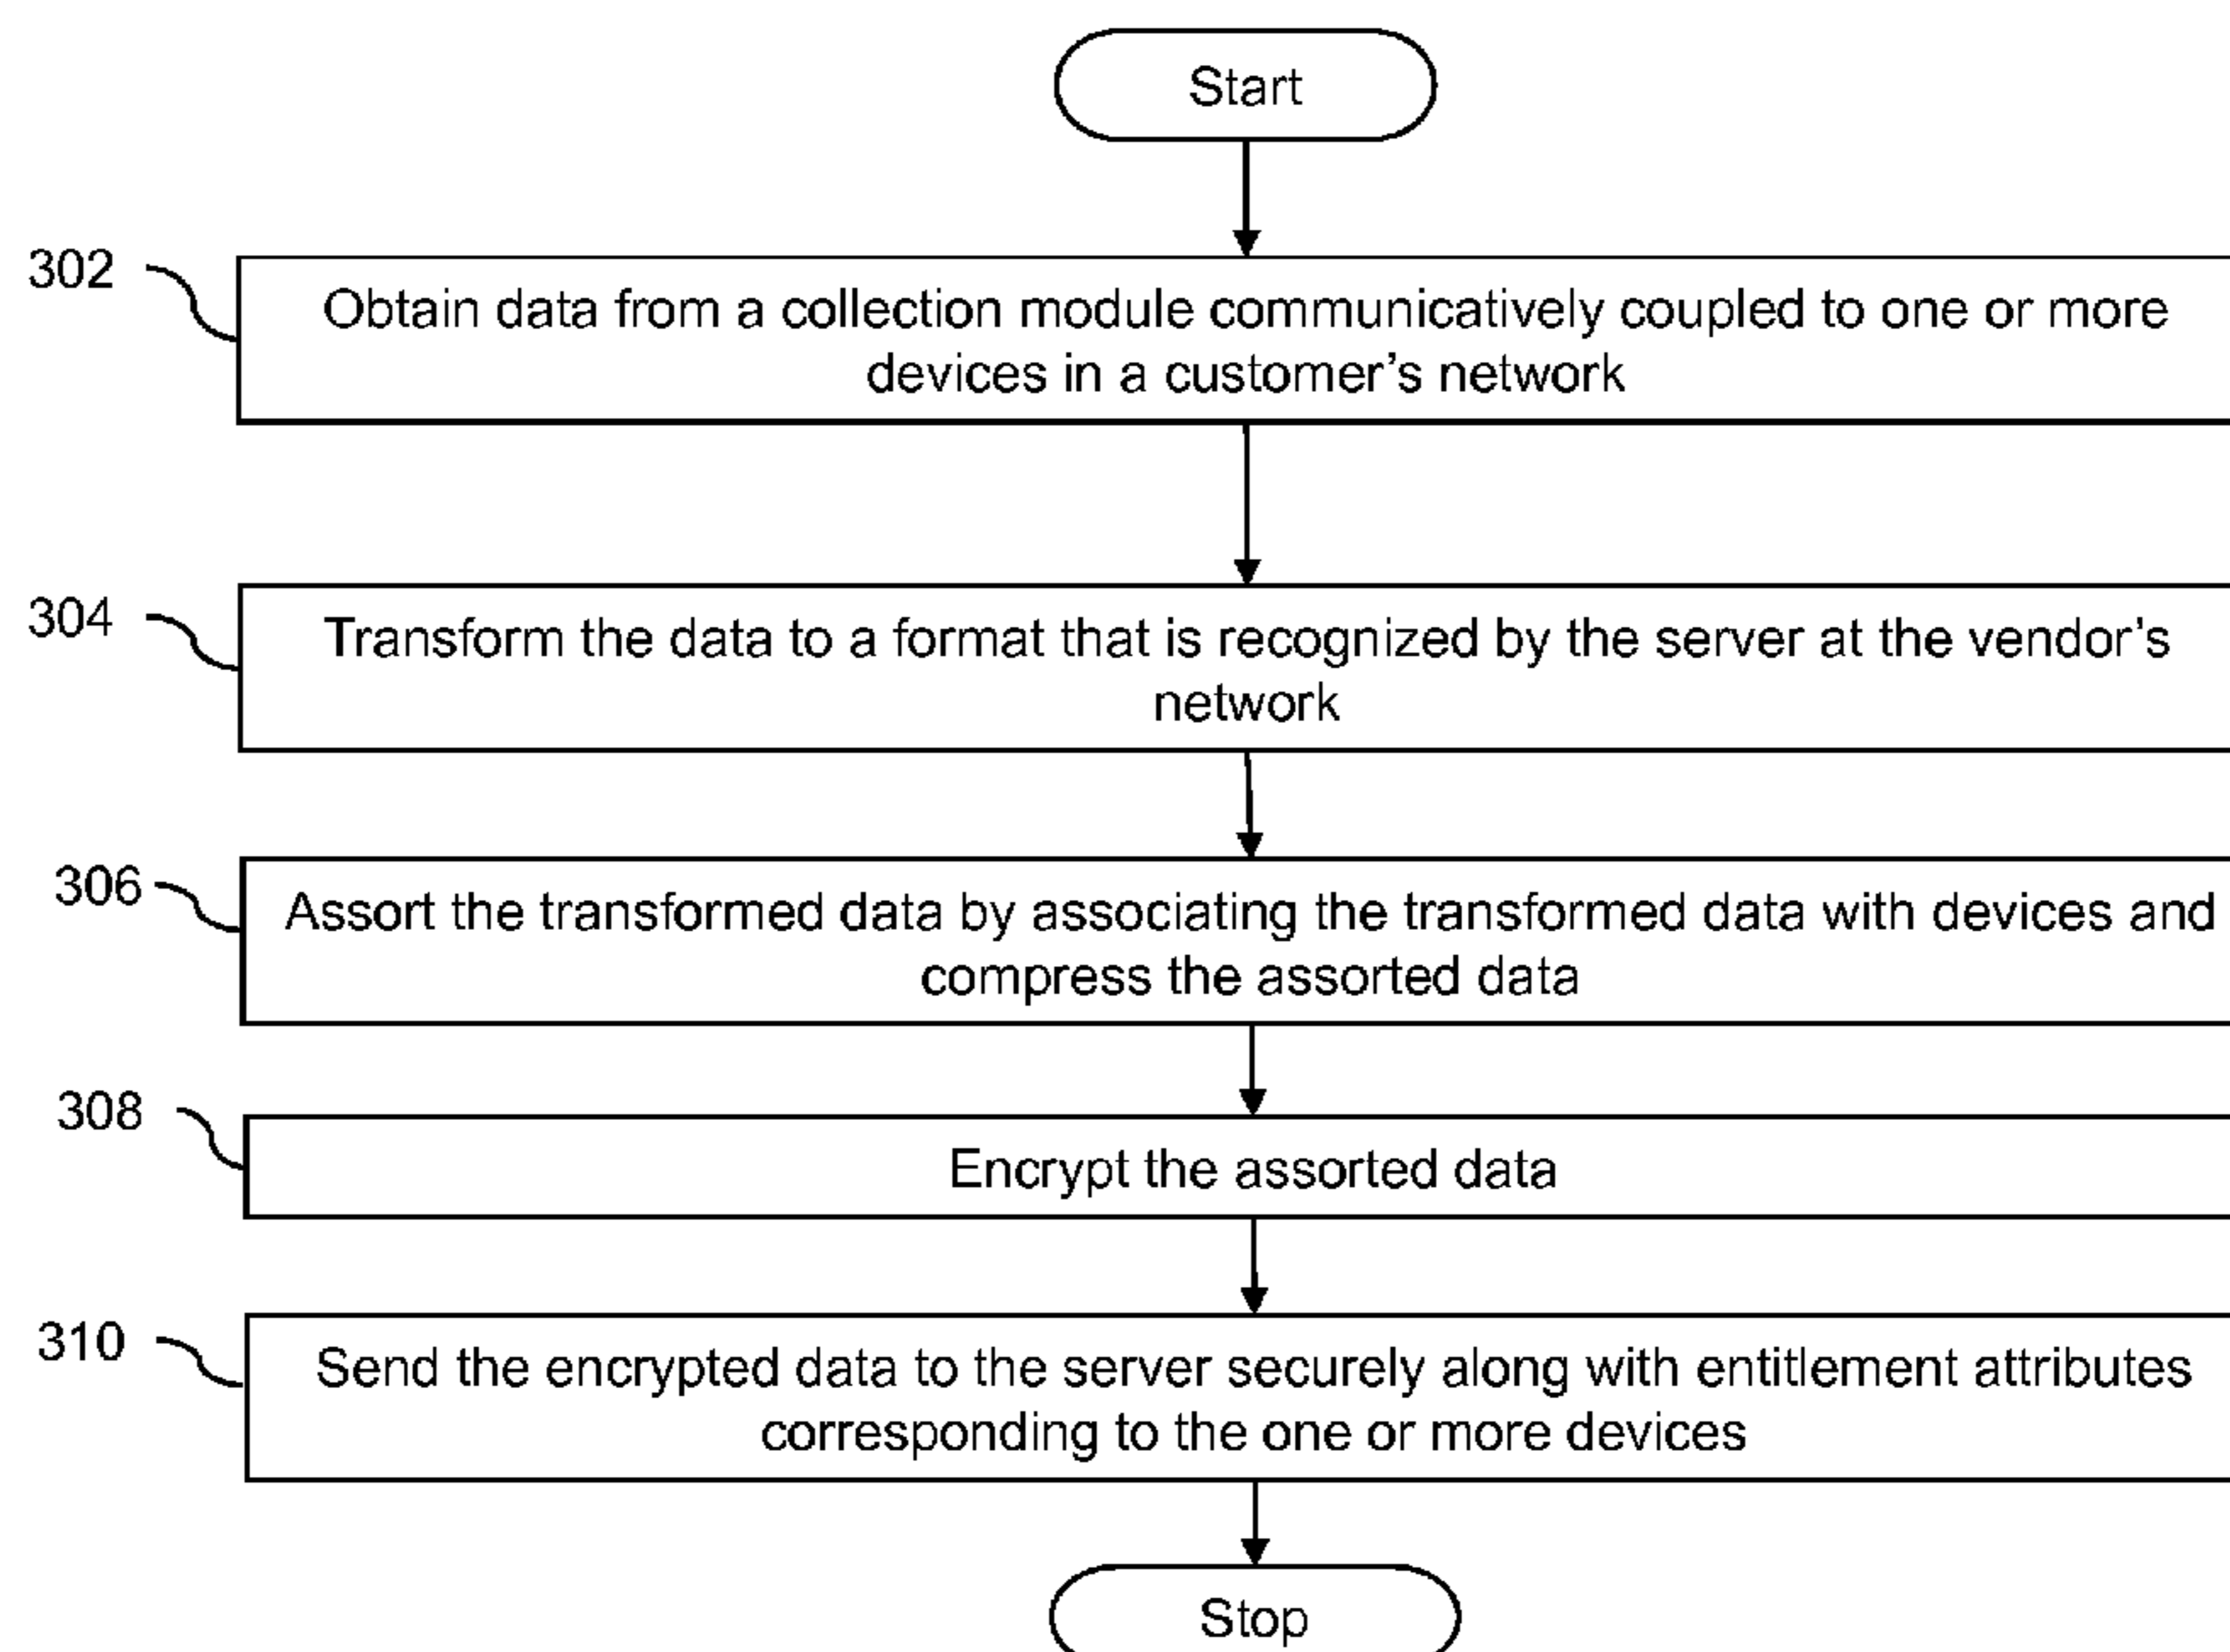 Start
302
Obtain data from a collection module communicatively coupled to one or more
devices in a customer's network
304
Transform the data to a format that is recognized by the server at the vendor's
network
306
Assort the transformed data by associating the transformed data with devices and
compress the assorted data
308
Encrypt the assorted data
310
Send the encrypted data to the server securely along with entitlement attributes
corresponding to the one or more devices
Stop